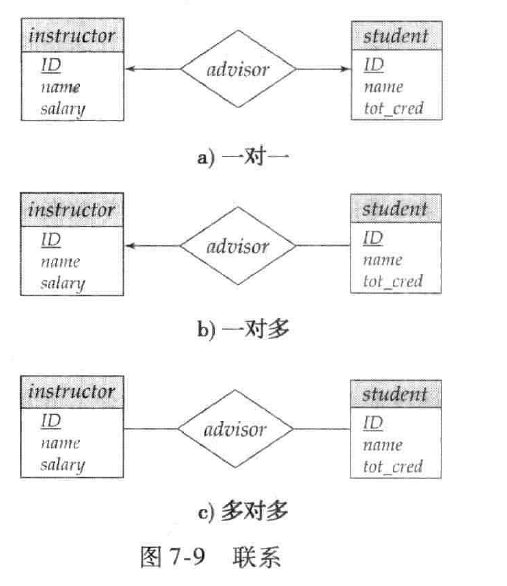 instructor
ID
name
salary
advisor
student
ID
name
tot_cred
a) 一对一
instructor
ID
name
salary
advisor
student
ID
name
tot_cred
b) 一对多
instructor
ID
name
salary
advisor
student
ID
name
tot_cred
c) 多对多
图 7-9 联系